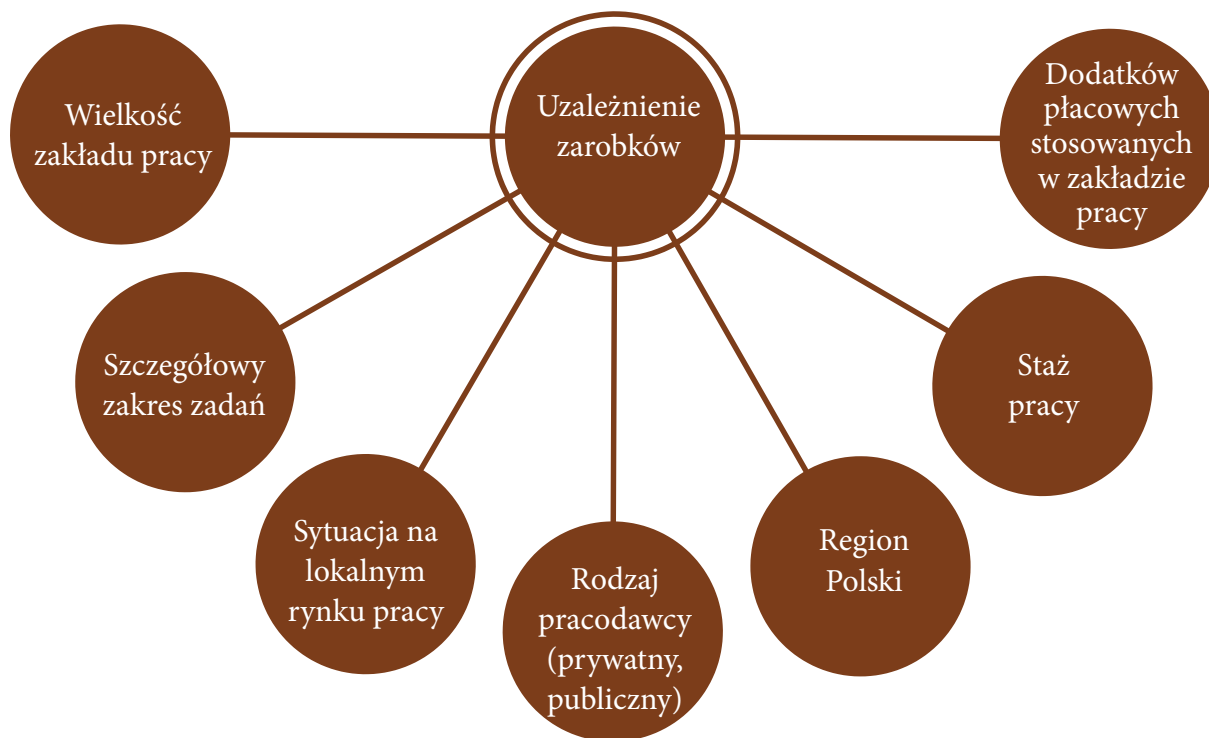 Uzależnienie
zarobków
Wielkość
zakładu pracy
Szczegółowy
zakres zadań
Sytuacja na
lokalnym
rynku pracy
Rodzaj
pracodawcy
(prywatny,
publiczny)
Region
Polski
Staż
pracy
Dodatków
płacowych
stosowanych
w zakładzie
pracy